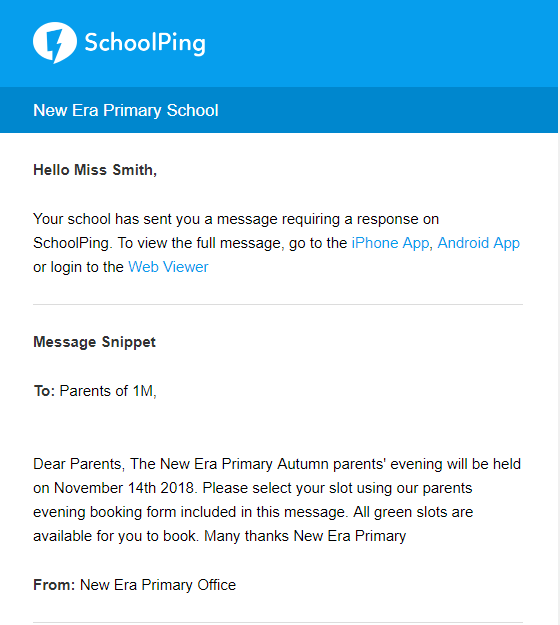 SchoolPing
New Era Primary School
Hello Miss Smith,
Your school has sent you a message requiring a response on
SchoolPing. To view the full message, go to the iPhone App, Android App
or login to the Web Viewer
Message Snippet
To: Parents of 1M,
Dear Parents, The New Era Primary Autumn parents' evening will be held
on November 14th 2018. Please select your slot using our parents
evening booking form included in this message. All green slots are
available for you to book. Many thanks New Era Primary
From: New Era Primary Office